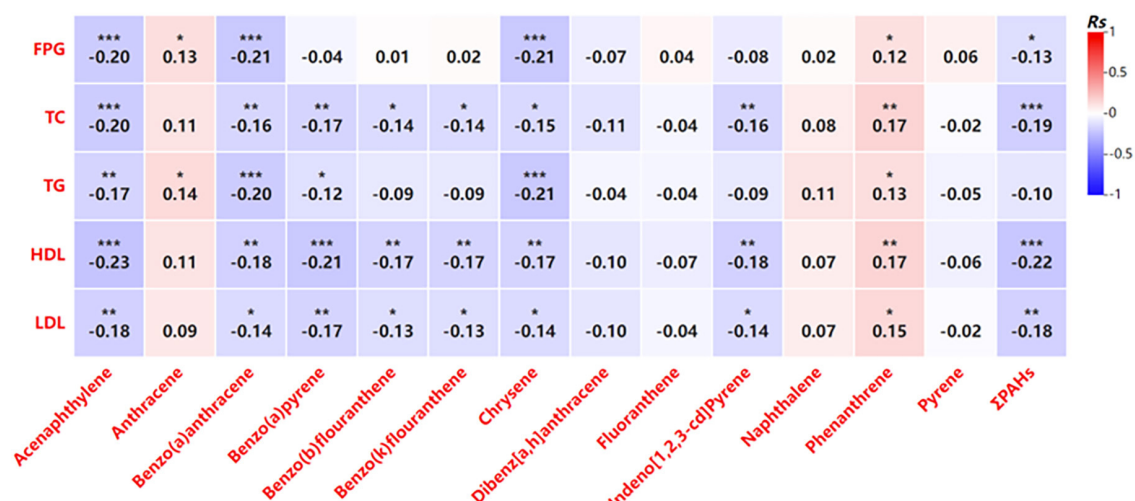 Rs
FPG *** -0.20 * 0.13 *** -0.21 -0.04 0.01 0.02 *** -0.21 -0.07 0.04 -0.08 0.02 * 0.12 0.06 * -0.13
TC *** -0.20 0.11 ** -0.16 ** -0.17 * -0.14 * -0.14 * -0.15 -0.11 -0.04 ** -0.16 0.08 ** 0.17 -0.02 *** -0.19
TG ** -0.17 * 0.14 *** -0.20 * -0.12 -0.09 -0.09 *** -0.21 -0.04 -0.04 -0.09 0.11 * 0.13 -0.05 -0.10
HDL *** -0.23 0.11 ** -0.18 *** -0.21 ** -0.17 ** -0.17 ** -0.17 -0.10 -0.07 ** -0.18 0.07 ** 0.17 -0.06 *** -0.22
LDL ** -0.18 0.09 * -0.14 ** -0.17 * -0.13 * -0.13 * -0.14 -0.10 -0.04 * -0.14 0.07 * 0.15 -0.02 ** -0.18
1
0.5
0
-0.5
-1
Acenaphthylene
Anthracene
Benzo(a)anthracene
Benzo(a)pyrene
Benzo(b)flouranthene
Benzo(k)flouranthene
Chrysene
Dibenz[a,h]anthracene
Fluoranthene
Indeno[1,2,3-cd]Pyrene
Naphthalene
Phenanthrene
Pyrene
ΣPAHs